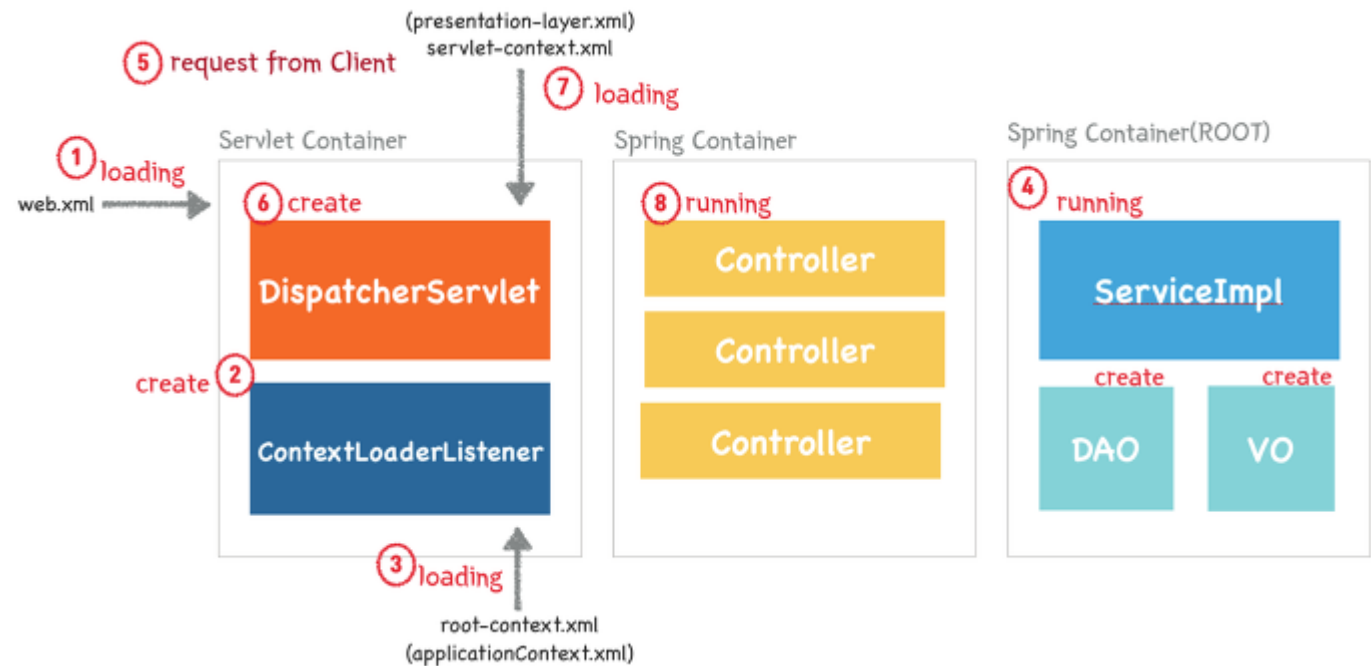 (presentation-layer.xml)
servlet-context.xml
5 request from Client
7 loading
Servlet Container
Spring Container
Spring Container(ROOT)
1 loading
web.xml
6 create
8 running
4 running
DispatcherServlet
Controller
ServiceImpl
Controller
create 2
create
create
ContextLoaderListener
Controller
DAO
VO
3 loading
root-context.xml
(applicationContext.xml)